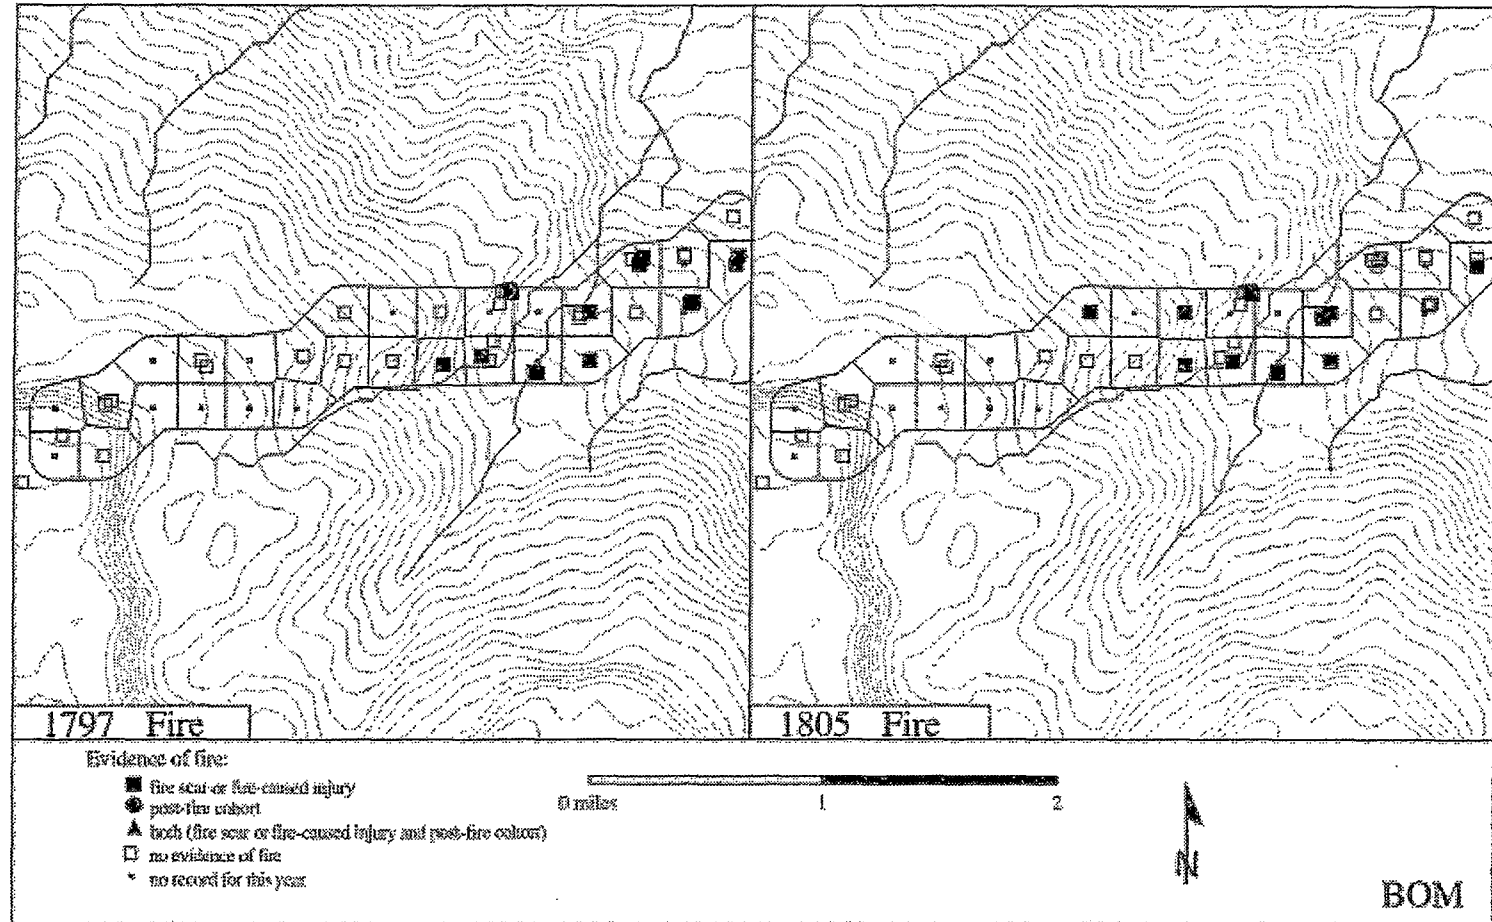 1797 Fire
1805 Fire
Evidence of fire:
fire scar or fire-caused injury
post-fire cohort
both (fire scar or fire-caused injury and post-fire cohort)
no evidence of fire
no record for this year
0 miles 1 2
N
BOM